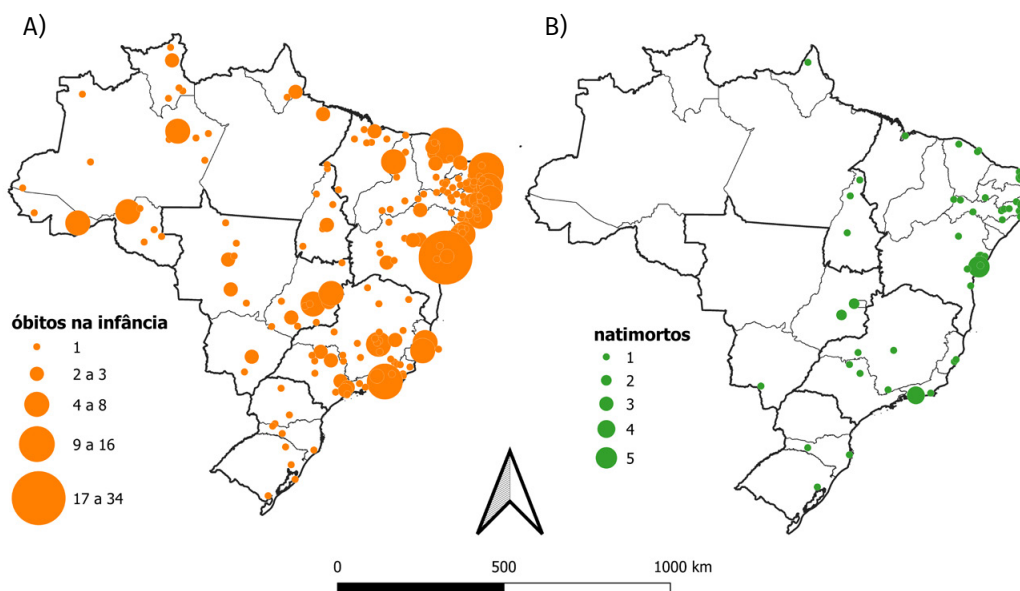 A)
B)
óbitos na infância
1
2 a 3
4 a 8
9 a 16
17 a 34
natimortos
1
2
3
4
5
0
500
1000 km